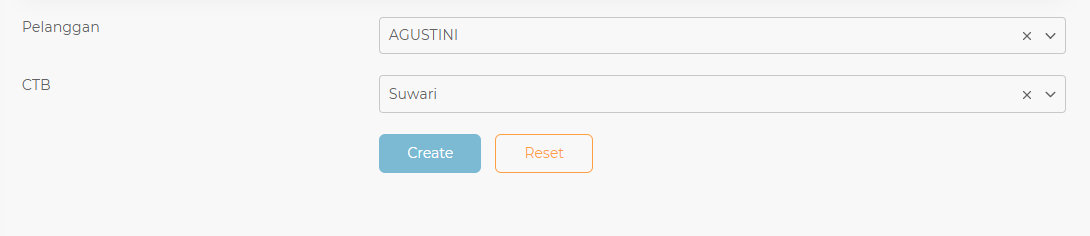 Pelanggan
AGUSTINI
CTB
Suwari
Create
Reset